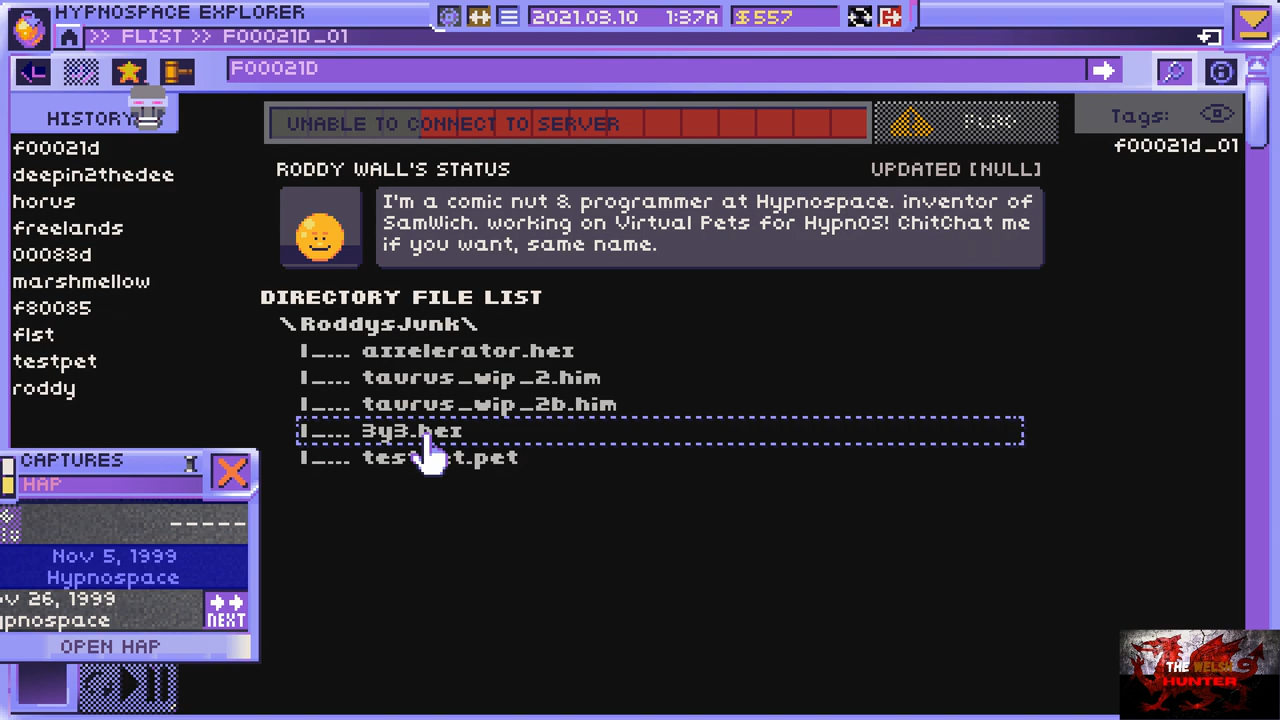 HYPNOSPACE EXPLORER
2021.03.10 1:37A
557
>> FLIST >> F00021D_01
F00021D
HISTORY
f00021d
deepin2thedee
horus
freelands
00088d
marshmellow
f80085
flst
testpet
roddy
UNABLE TO CONNECT TO SERVER
Tags:
f00021d_01
RODDY WALL'S STATUS
UPDATED [NULL]
I'm a comic nut & programmer at Hypnospace. inventor of
SamWich. working on Virtual Pets for HypnOS! ChitChat me
if you want, same name.
DIRECTORY FILE LIST
\RoddysJunk\
|_... axxelerator.hex
|_... taurus_wip_2.him
|_... taurus_wip_2b.him
|_... 3y3.hex
CAPTURES
HAP
-----
Nov 5, 1999
Hypnospace
26, 1999
NEXT
OPEN HAP
THE WELSH
HUNTER